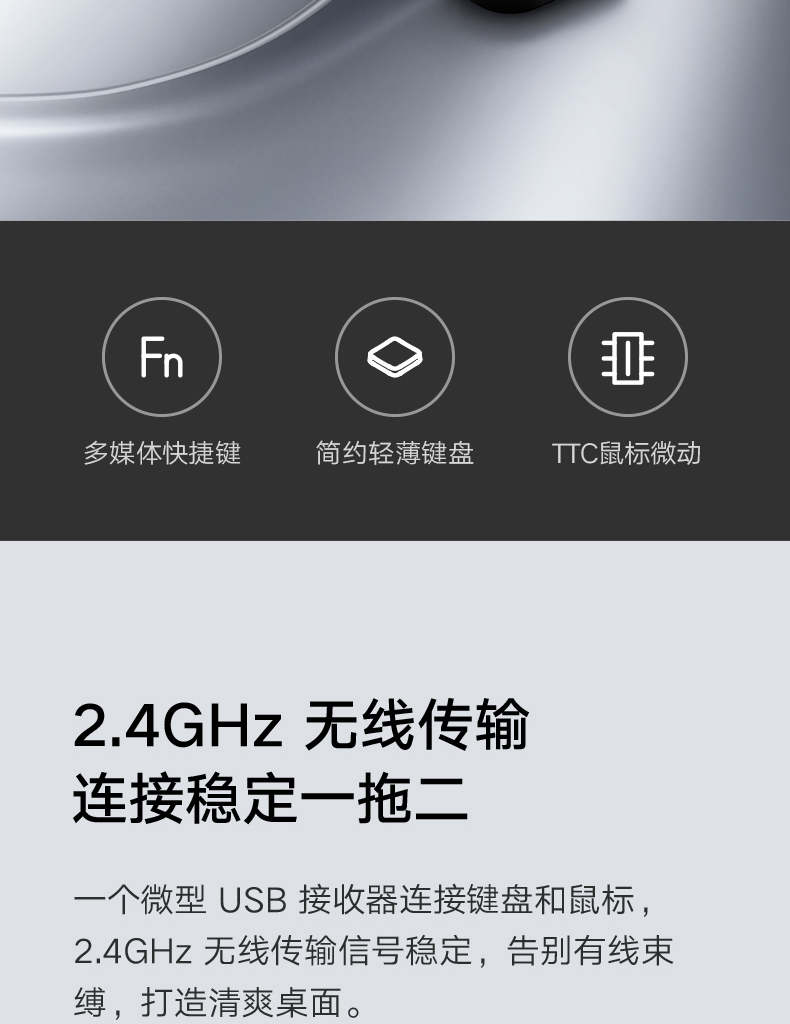 Fn
多媒体快捷键
简约轻薄键盘
TTC鼠标微动
2.4GHz 无线传输
连接稳定一拖二
一个微型 USB 接收器连接键盘和鼠标，
2.4GHz 无线传输信号稳定，告别有线束
缚，打造清爽桌面。